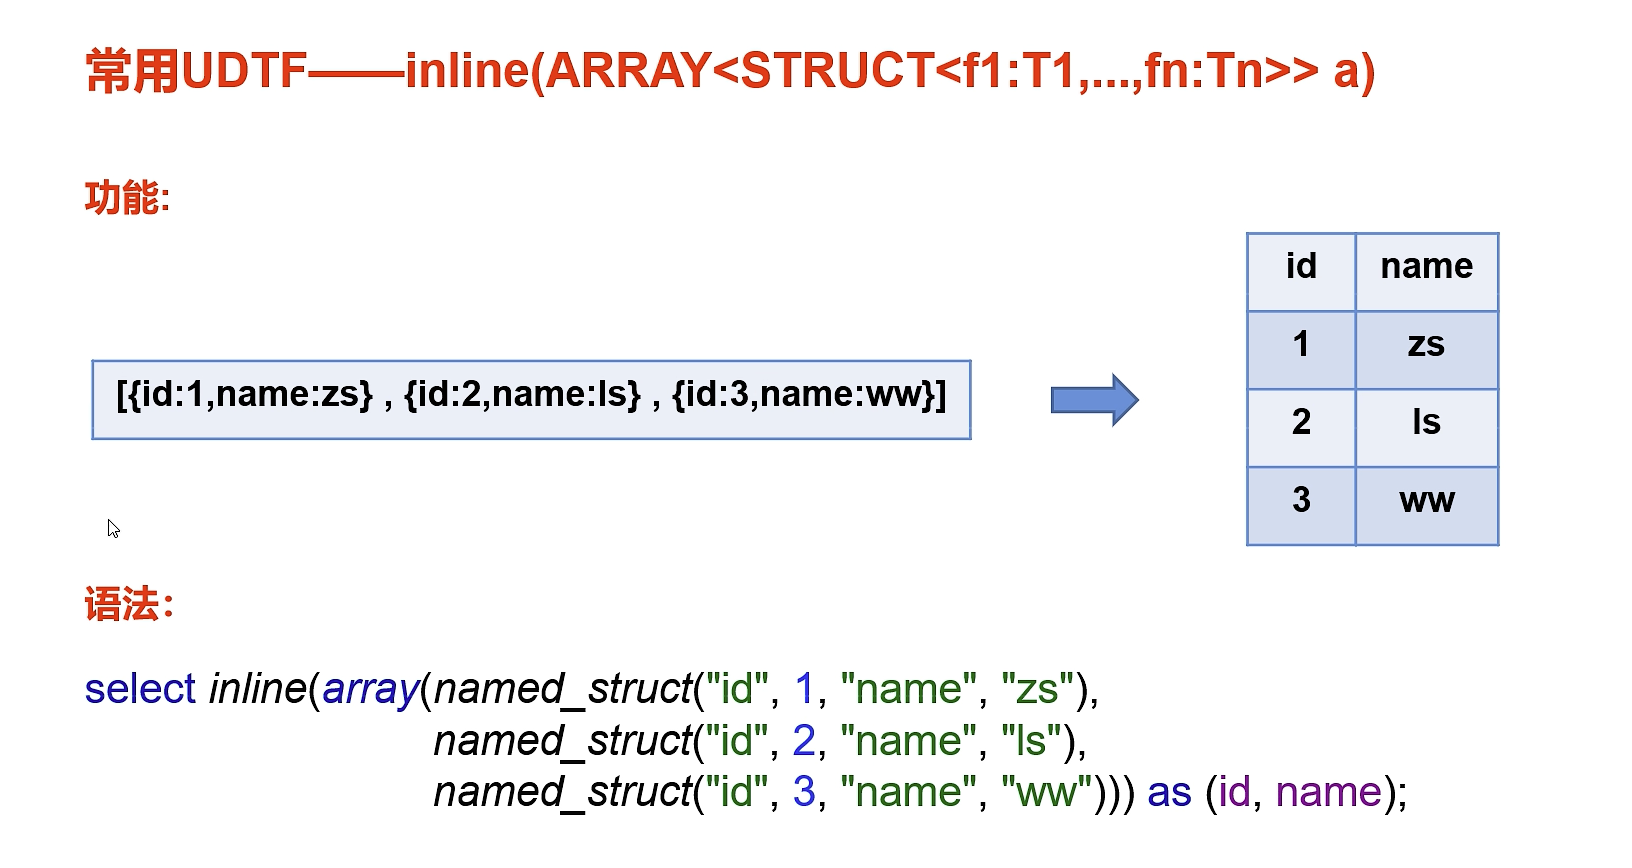 常用UDTF——inline(ARRAY<STRUCT<f1:T1,...,fn:Tn>> a)
功能:
[{id:1,name:zs} , {id:2,name:ls} , {id:3,name:ww}]
id name
1 zs
2 ls
3 ww
语法：
select inline(array(named_struct("id", 1, "name", "zs"),
named_struct("id", 2, "name", "ls"),
named_struct("id", 3, "name", "ww"))) as (id, name);